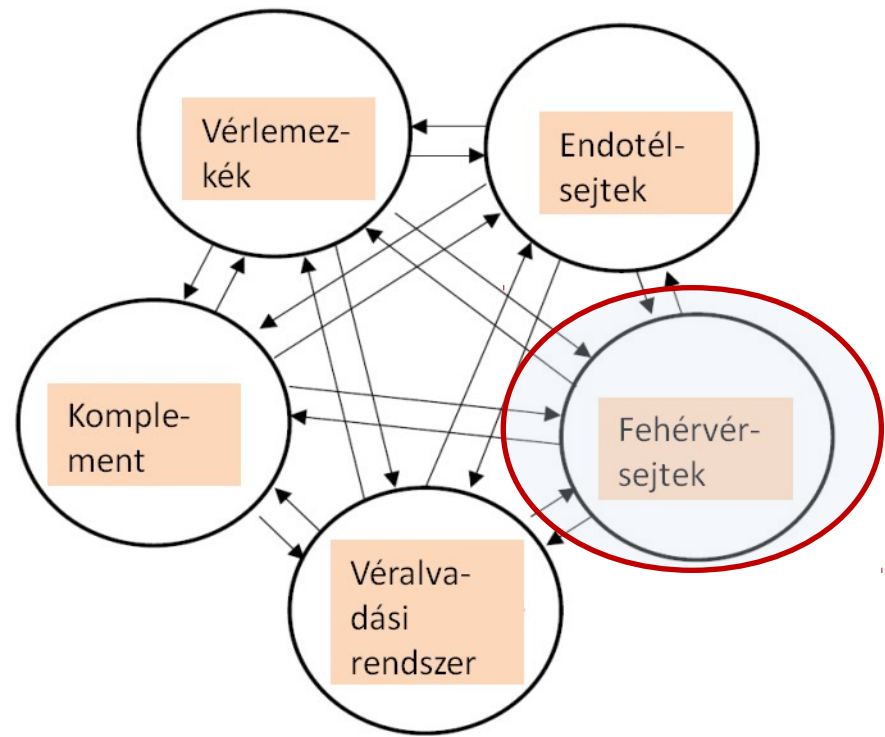 Vérlemez-
kék
Endotél-
sejtek
Komple-
ment
Fehérvér-
sejtek
Véralva-
dási
rendszer